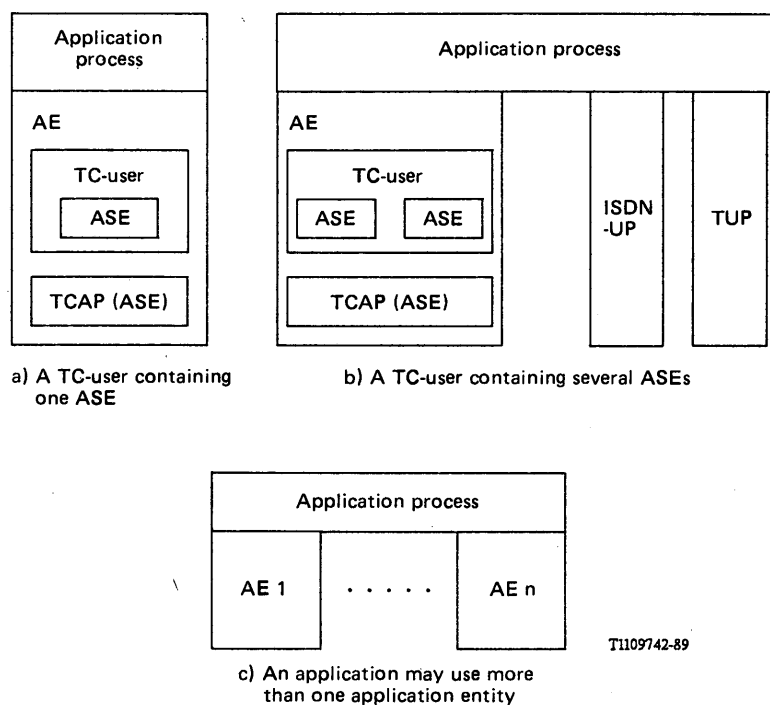 Application
process
AE
TC-user
ASE
TCAP (ASE)
a) A TC-user containing
one ASE
Application process
AE
TC-user
ASE ASE
TCAP (ASE)
ISDN
-UP
TUP
b) A TC-user containing several ASEs
Application process
AE 1 . . . . . AE n
T1109742-89
c) An application may use more
than one application entity